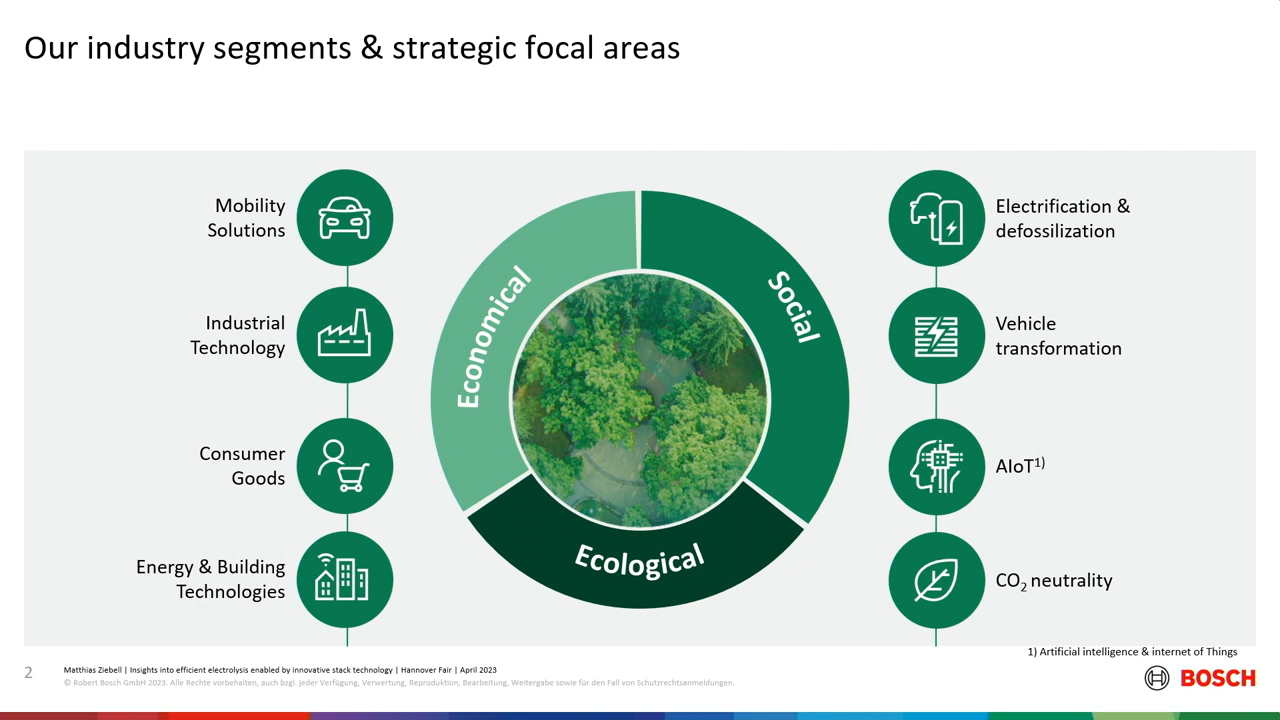 Our industry segments & strategic focal areas
Mobility
Solutions
Industrial
Technology
Consumer
Goods
Energy & Building
Technologies
Economical
Social
Ecological
Electrification &
defossilization
Vehicle
transformation
AIoT1)
CO2 neutrality
1) Artificial intelligence & internet of Things
2
Matthias Ziebell | Insights into efficient electrolysis enabled by innovative stack technology | Hannover Fair | April 2023
© Robert Bosch GmbH 2023. Alle Rechte vorbehalten, auch bzgl. jeder Verfügung, Verwertung, Reproduktion, Bearbeitung, Weitergabe sowie für den Fall von Schutzrechtsanmeldungen.
BOSCH